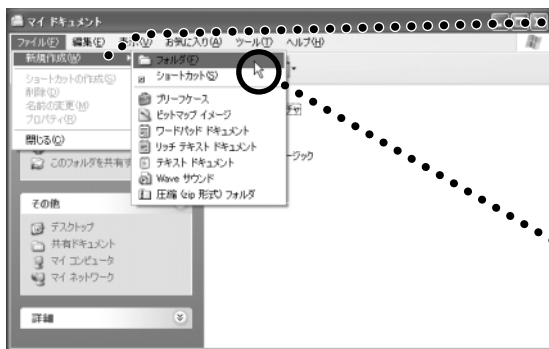 マイ ドキュメント
ファイル(F) 編集(E) 表示(V) お気に入り(A) ツール(T) ヘルプ(H)
新規作成(W)
ショートカットの作成(S)
削除(D)
名前の変更(M)
プロパティ(R)
閉じる(C)
フォルダ(F)
ショートカット(S)
ブリーフケース
ビットマップ イメージ
ワードパッド ドキュメント
リッチ テキスト ドキュメント
テキスト ドキュメント
Wave サウンド
圧縮 (zip 形式) フォルダ
このフォルダを共有す
その他
デスクトップ
共有ドキュメント
マイ コンピュータ
マイ ネットワーク
詳細